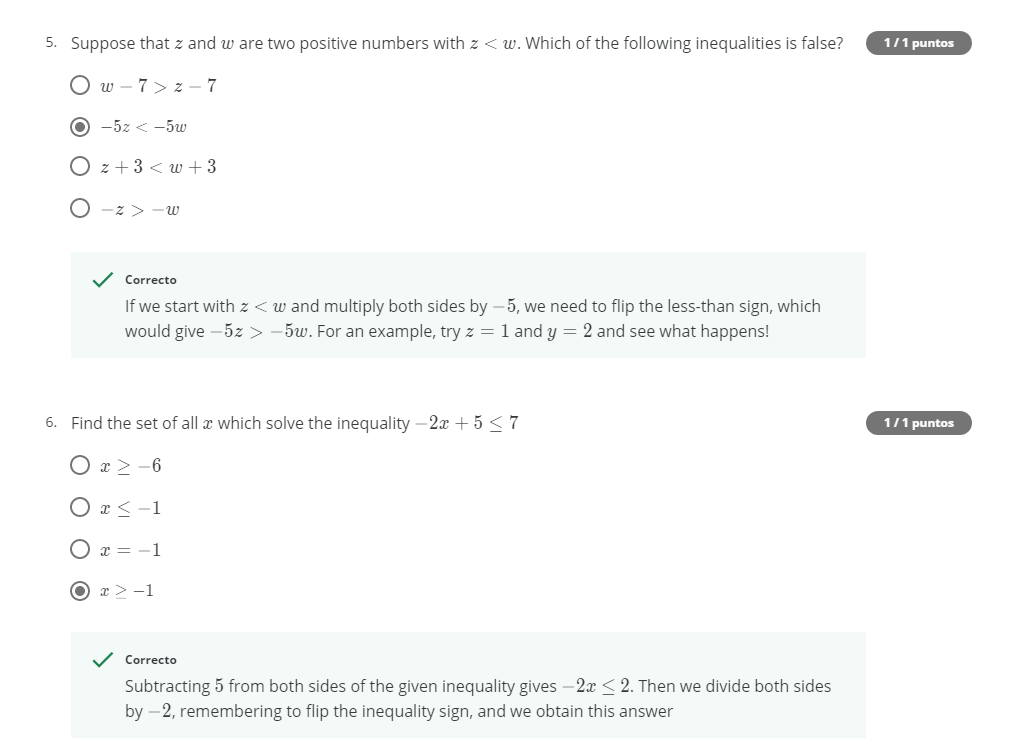 5. Suppose that z and w are two positive numbers with z < w. Which of the following inequalities is false? 1 / 1 puntos
w − 7 > z − 7
−5z < −5w
z + 3 < w + 3
−z > −w
Correcto
If we start with z < w and multiply both sides by −5, we need to flip the less-than sign, which
would give −5z > −5w. For an example, try z = 1 and y = 2 and see what happens!
6. Find the set of all x which solve the inequality −2x + 5 ≤ 7 1 / 1 puntos
x ≥ −6
x ≤ −1
x = −1
x ≥ −1
Correcto
Subtracting 5 from both sides of the given inequality gives −2x ≤ 2. Then we divide both sides
by −2, remembering to flip the inequality sign, and we obtain this answer